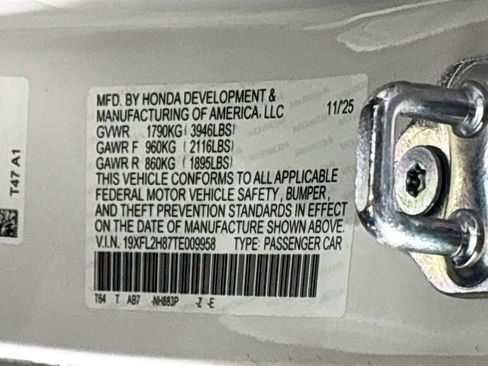 MFD. BY HONDA DEVELOPMENT &
MANUFACTURING OF AMERICA, LLC 11/25
GVWR 1790KG ( 3946LBS)
GAWR F 960KG ( 2116LBS)
GAWR R 860KG ( 1895LBS)
THIS VEHICLE CONFORMS TO ALL APPLICABLE
FEDERAL MOTOR VEHICLE SAFETY , BUMPER,
AND THEFT PREVENTION STANDARDS IN EFFECT
ON THE DATE OF MANUFACTURE SHOWN ABOVE.
V.I.N. 19XFL2H87TE009958 TYPE: PASSENGER CAR
T64 T AB7 -NH883P -Z -E
T47 A1